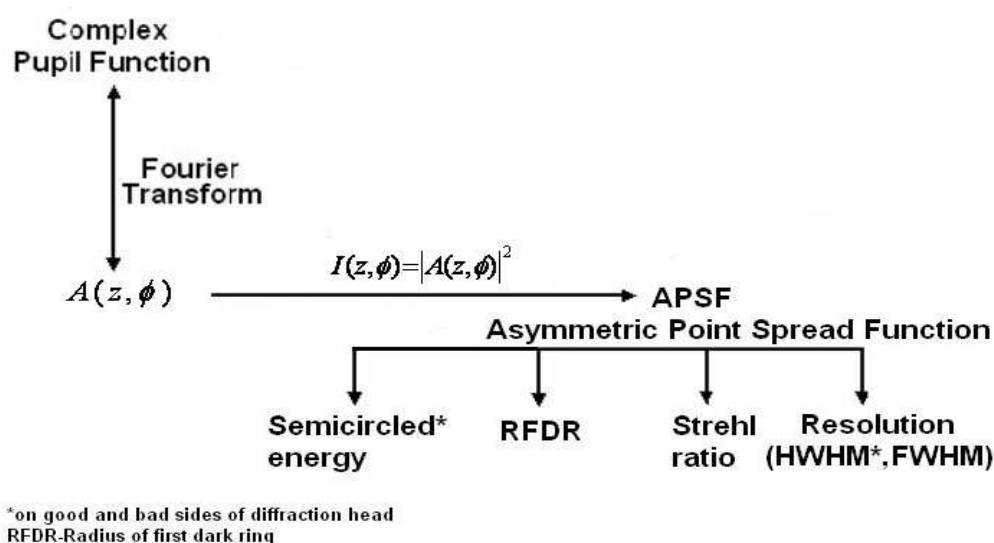 Complex
Pupil Function
Fourier
Transform
A(z,ϕ)
I(z,ϕ)=|A(z,ϕ)|²
APSF
Asymmetric Point Spread Function
Semicircled*
energy
RFDR
Strehl
ratio
Resolution
(HWHM*,FWHM)
*on good and bad sides of diffraction head
RFDR-Radius of first dark ring